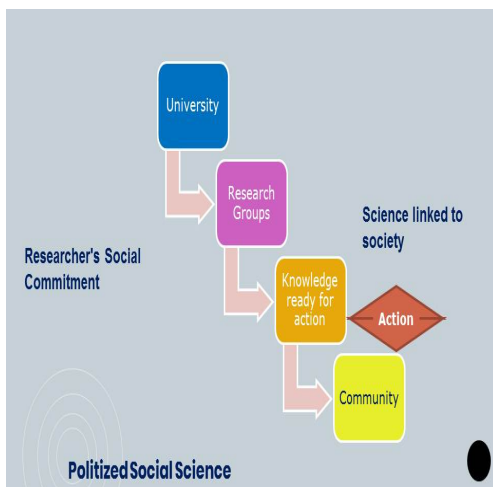 University
Research
Groups
Science linked to
society
Researcher's Social
Commitment
Knowledge
ready for
action
Action
Community
Politized Social Science